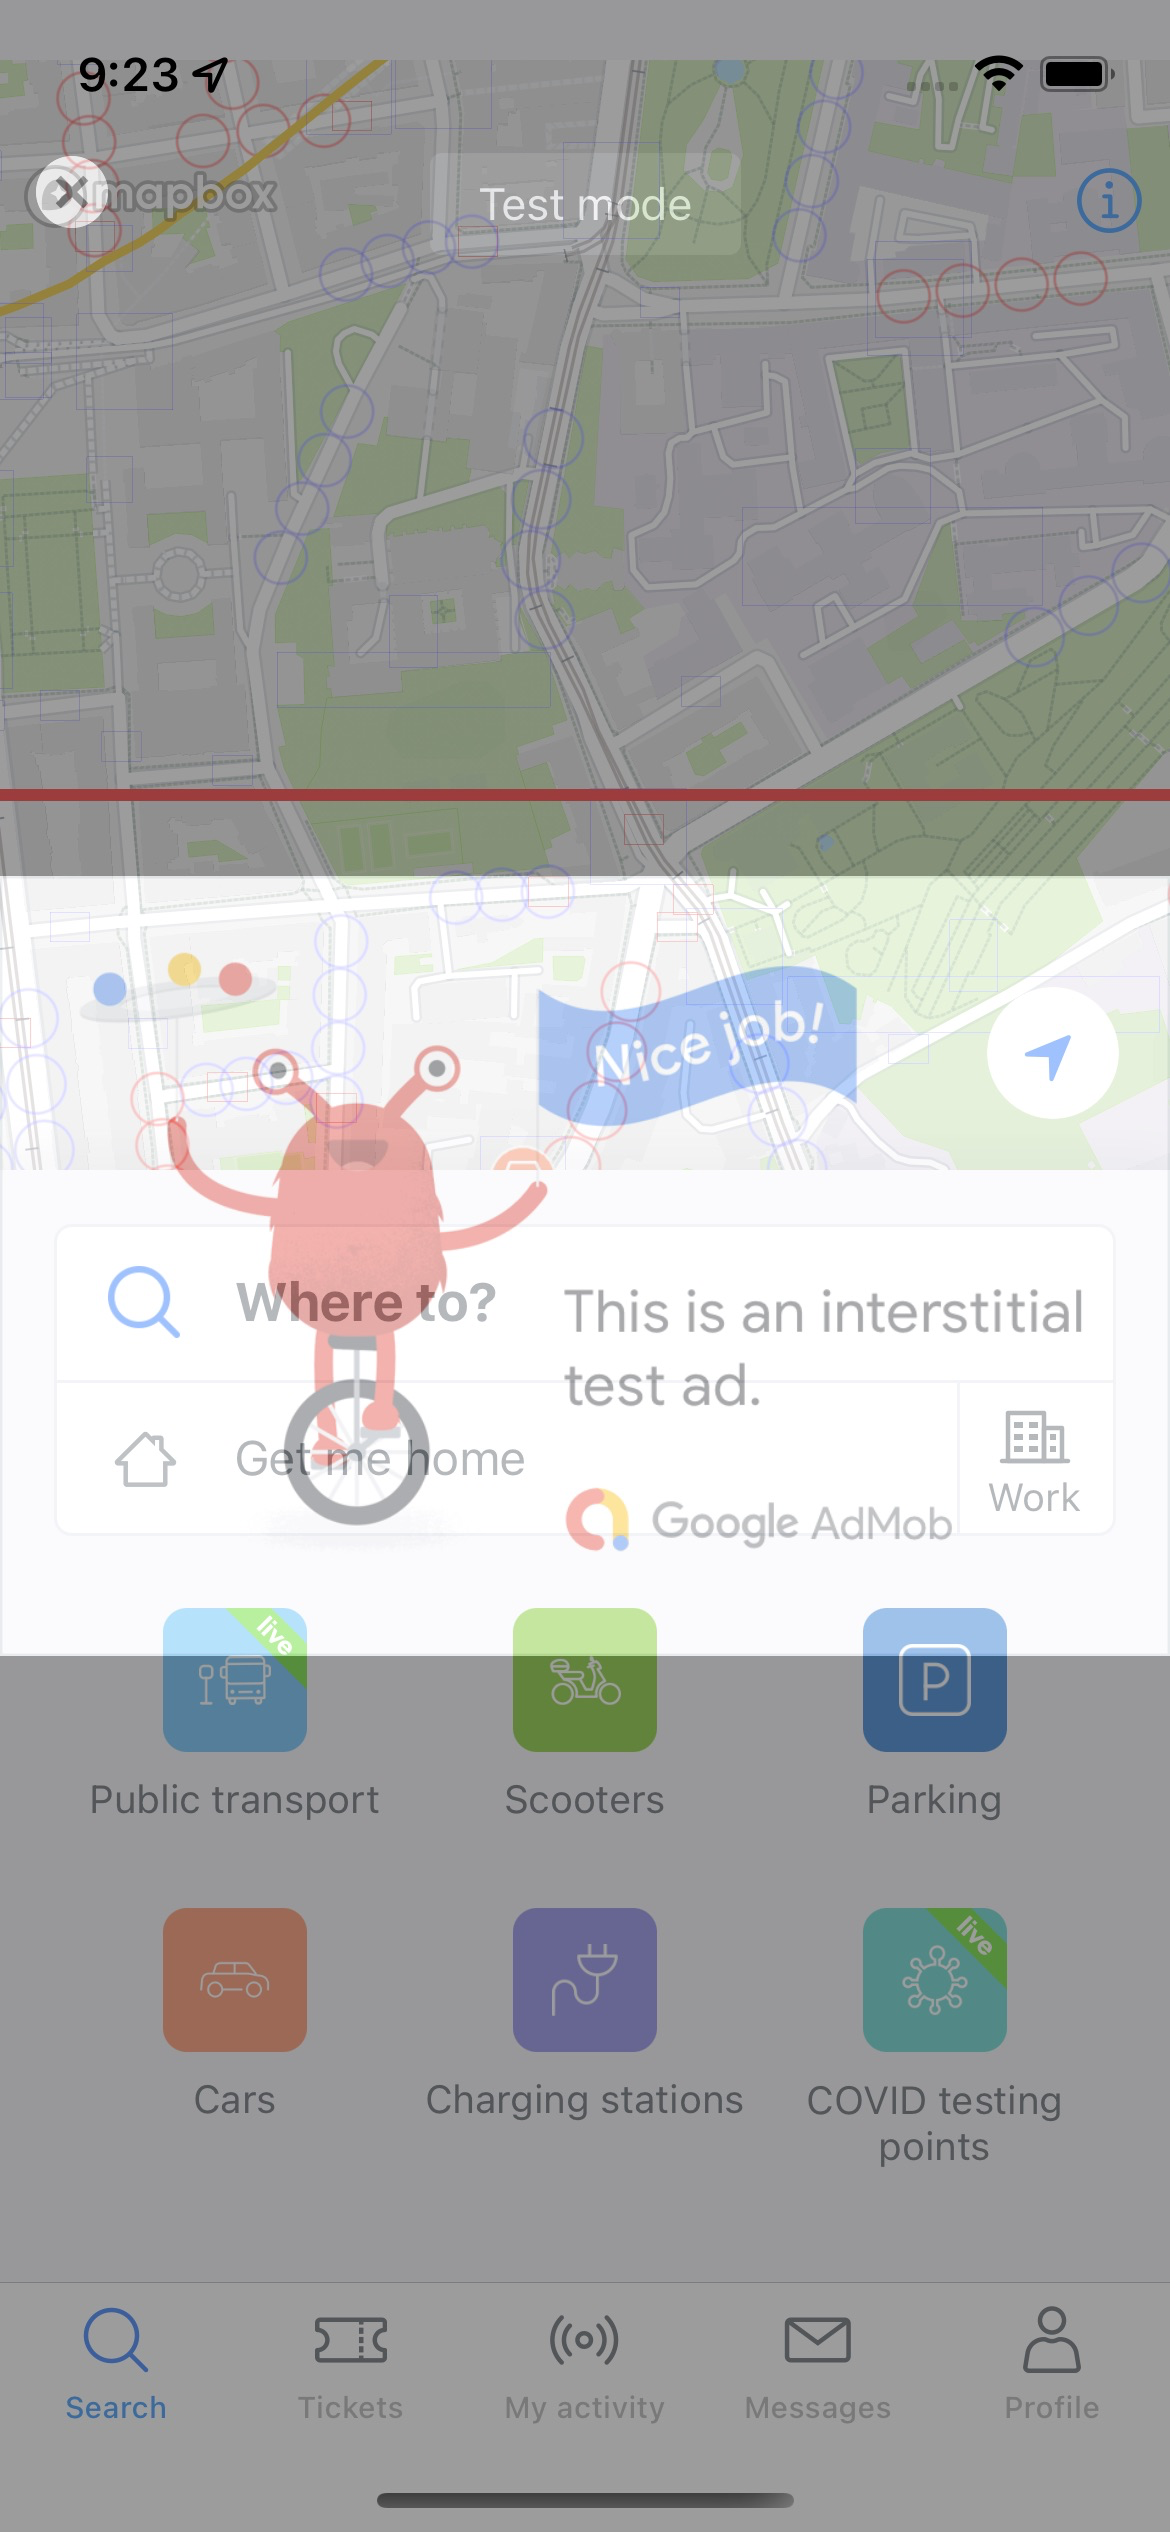 9:23
mapbox
Test mode
Nice job!
Where to?
This is an interstitial
test ad.
Get me home
Work
Google AdMob
live
Public transport
Scooters
P
Parking
live
Cars
Charging stations
COVID testing
points
Search
Tickets
My activity
Messages
Profile